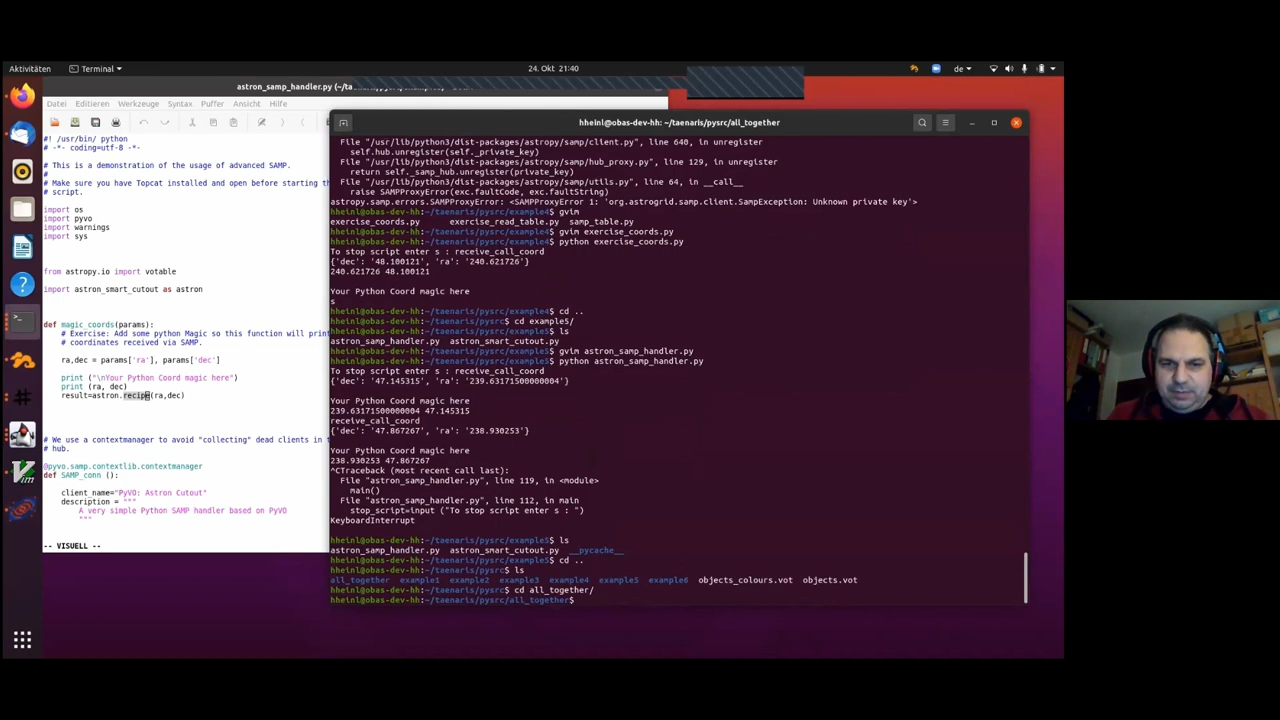 Aktivitäten
Terminal
24. Okt 21:40
de
astron_samp_handler.py
Datei Editieren Werkzeuge Syntax Puffer Ansicht Hilfe
#! /usr/bin/ python
# -*- coding=utf-8 -*-
# This is a demonstration of the usage of advanced SAMP.
#
# Make sure you have Topcat installed and open before starting th
# script.
import os
import pyvo
import warnings
import sys
from astropy.io import votable
import astron_smart_cutout as astron
def magic_coords(params):
# Exercise: Add some python Magic so this function will prin
# coordinates received via SAMP.
ra,dec = params['ra'], params['dec']
print ("\nYour Python Coord magic here")
print (ra, dec)
result=astron.recipe(ra,dec)
# We use a contextmanager to avoid "collecting" dead clients in t
# hub.
@pyvo.samp.contextlib.contextmanager
def SAMP_conn ():
client_name="PyVO: Astron Cutout"
description = """
A very simple Python SAMP handler based on PyVO
"""
-- VISUELL --
hheinl@obas-dev-hh: ~/taenaris/pysrc/all_together
File "/usr/lib/python3/dist-packages/astropy/samp/client.py", line 640, in unregister
self.hub.unregister(self._private_key)
File "/usr/lib/python3/dist-packages/astropy/samp/hub_proxy.py", line 129, in unregister
return self._samp_hub.unregister(private_key)
File "/usr/lib/python3/dist-packages/astropy/samp/utils.py", line 64, in __call__
raise SAMPProxyError(exc.faultCode, exc.faultString)
astropy.samp.errors.SAMPProxyError: <SAMPProxyError 1: 'org.astrogrid.samp.client.SampException: Unknown private key'>
hheinl@obas-dev-hh:~/taenaris/pysrc/example4$ gvim
exercise_coords.py exercise_read_table.py samp_table.py
hheinl@obas-dev-hh:~/taenaris/pysrc/example4$ gvim exercise_coords.py
hheinl@obas-dev-hh:~/taenaris/pysrc/example4$ python exercise_coords.py
To stop script enter s : receive_call_coord
{'dec': '48.100121', 'ra': '240.621726'}
240.621726 48.100121
Your Python Coord magic here
s
hheinl@obas-dev-hh:~/taenaris/pysrc/example4$ cd ..
hheinl@obas-dev-hh:~/taenaris/pysrc$ cd example5/
hheinl@obas-dev-hh:~/taenaris/pysrc/example5$ ls
astron_samp_handler.py astron_smart_cutout.py
hheinl@obas-dev-hh:~/taenaris/pysrc/example5$ gvim astron_samp_handler.py
hheinl@obas-dev-hh:~/taenaris/pysrc/example5$ python astron_samp_handler.py
To stop script enter s : receive_call_coord
{'dec': '47.145315', 'ra': '239.63171500000004'}
Your Python Coord magic here
239.63171500000004 47.145315
receive_call_coord
{'dec': '47.867267', 'ra': '238.930253'}
Your Python Coord magic here
238.930253 47.867267
^CTraceback (most recent call last):
File "astron_samp_handler.py", line 119, in <module>
main()
File "astron_samp_handler.py", line 112, in main
stop_script=input ("To stop script enter s : ")
KeyboardInterrupt
hheinl@obas-dev-hh:~/taenaris/pysrc/example5$ ls
astron_samp_handler.py astron_smart_cutout.py __pycache__
hheinl@obas-dev-hh:~/taenaris/pysrc/example5$ cd ..
hheinl@obas-dev-hh:~/taenaris/pysrc$ ls
all_together example1 example2 example3 example4 example5 example6 objects_colours.vot objects.vot
hheinl@obas-dev-hh:~/taenaris/pysrc$ cd all_together/
hheinl@obas-dev-hh:~/taenaris/pysrc/all_together$